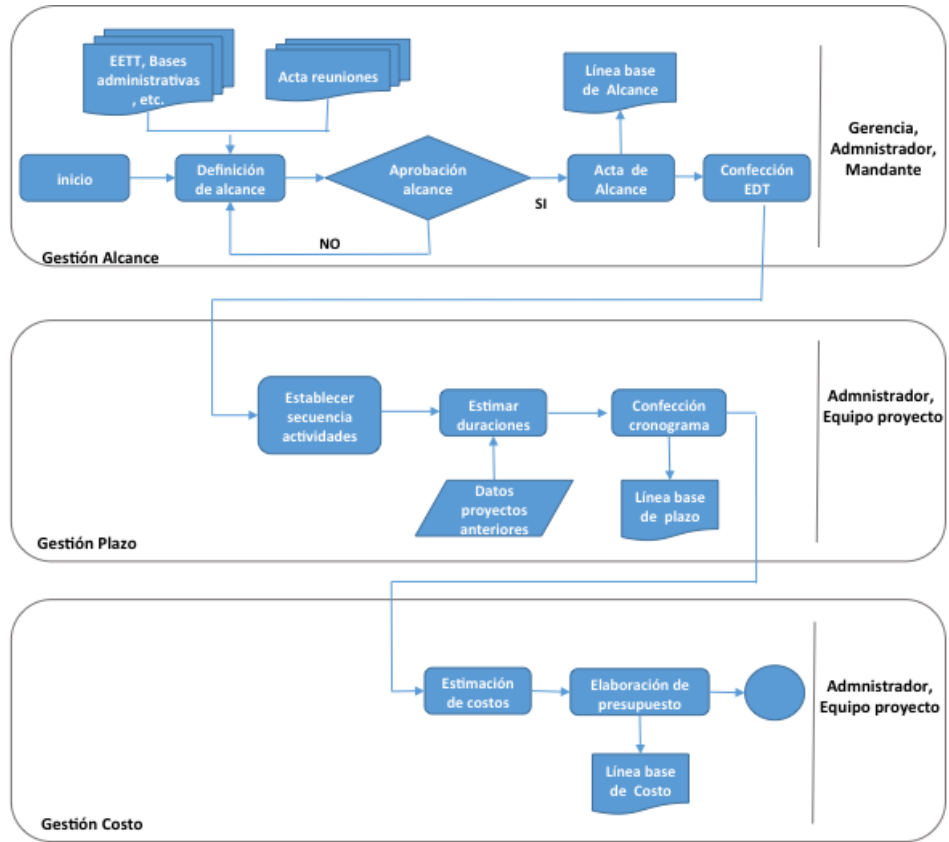 EETT, Bases
administrativas
, etc.
Acta reuniones
Línea base
de Alcance
inicio
Definición
de alcance
Aprobación
alcance
SI
Acta de
Alcance
Confección
EDT
NO
Gestión Alcance
Gerencia,
Admnistrador,
Mandante
Establecer
secuencia
actividades
Estimar
duraciones
Confección
cronograma
Datos
proyectos
anteriores
Línea base
de plazo
Gestión Plazo
Admnistrador,
Equipo proyecto
Estimación
de costos
Elaboración de
presupuesto
Línea base
de Costo
Gestión Costo
Admnistrador,
Equipo proyecto